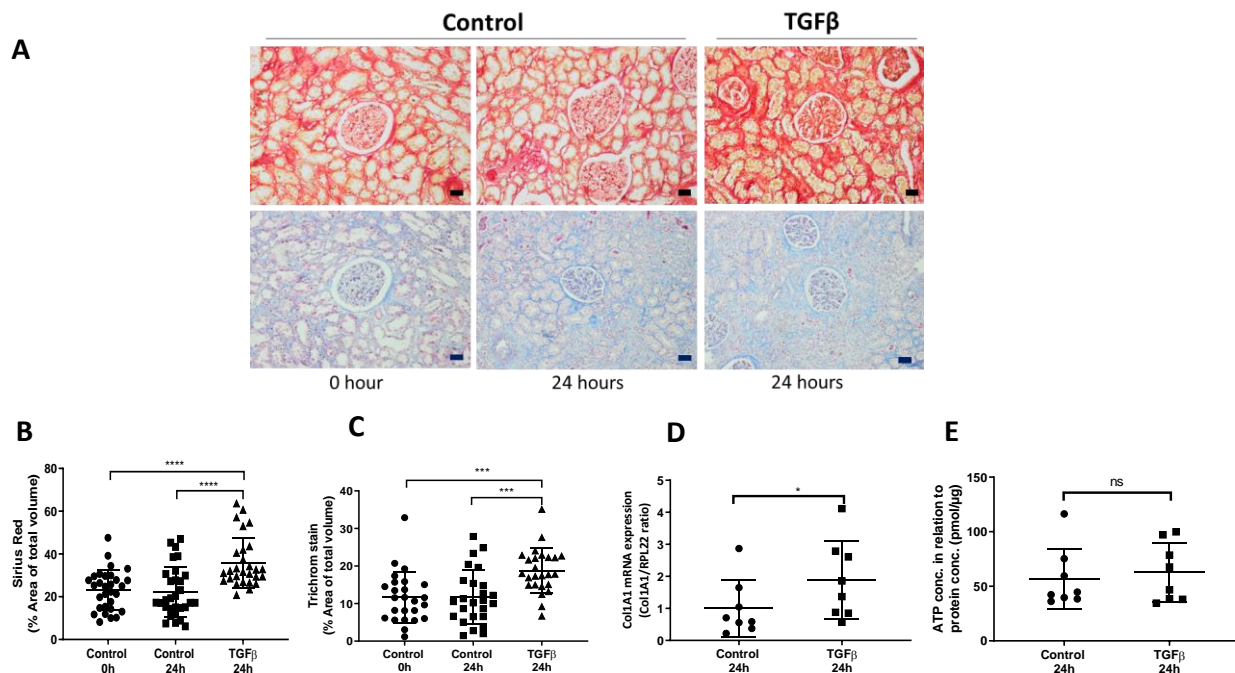 Control
TGFβ
A
0 hour
24 hours
24 hours
B
Sirius Red
(% Area of total volume)
80
60
40
20
0
****
****
Control
0h
Control
24h
TGFβ
24h
C
Trichrom stain
(% Area of total volume)
40
30
20
10
0
***
***
Control
0h
Control
24h
TGFβ
24h
D
Col1A1 mRNA expression
(Col1A1/RPL22 ratio)
5
4
3
2
1
0
*
Control
24h
TGFβ
24h
E
ATP conc. in relation to
protein conc. (pmol/µg)
150
100
50
0
ns
Control
24h
TGFβ
24h